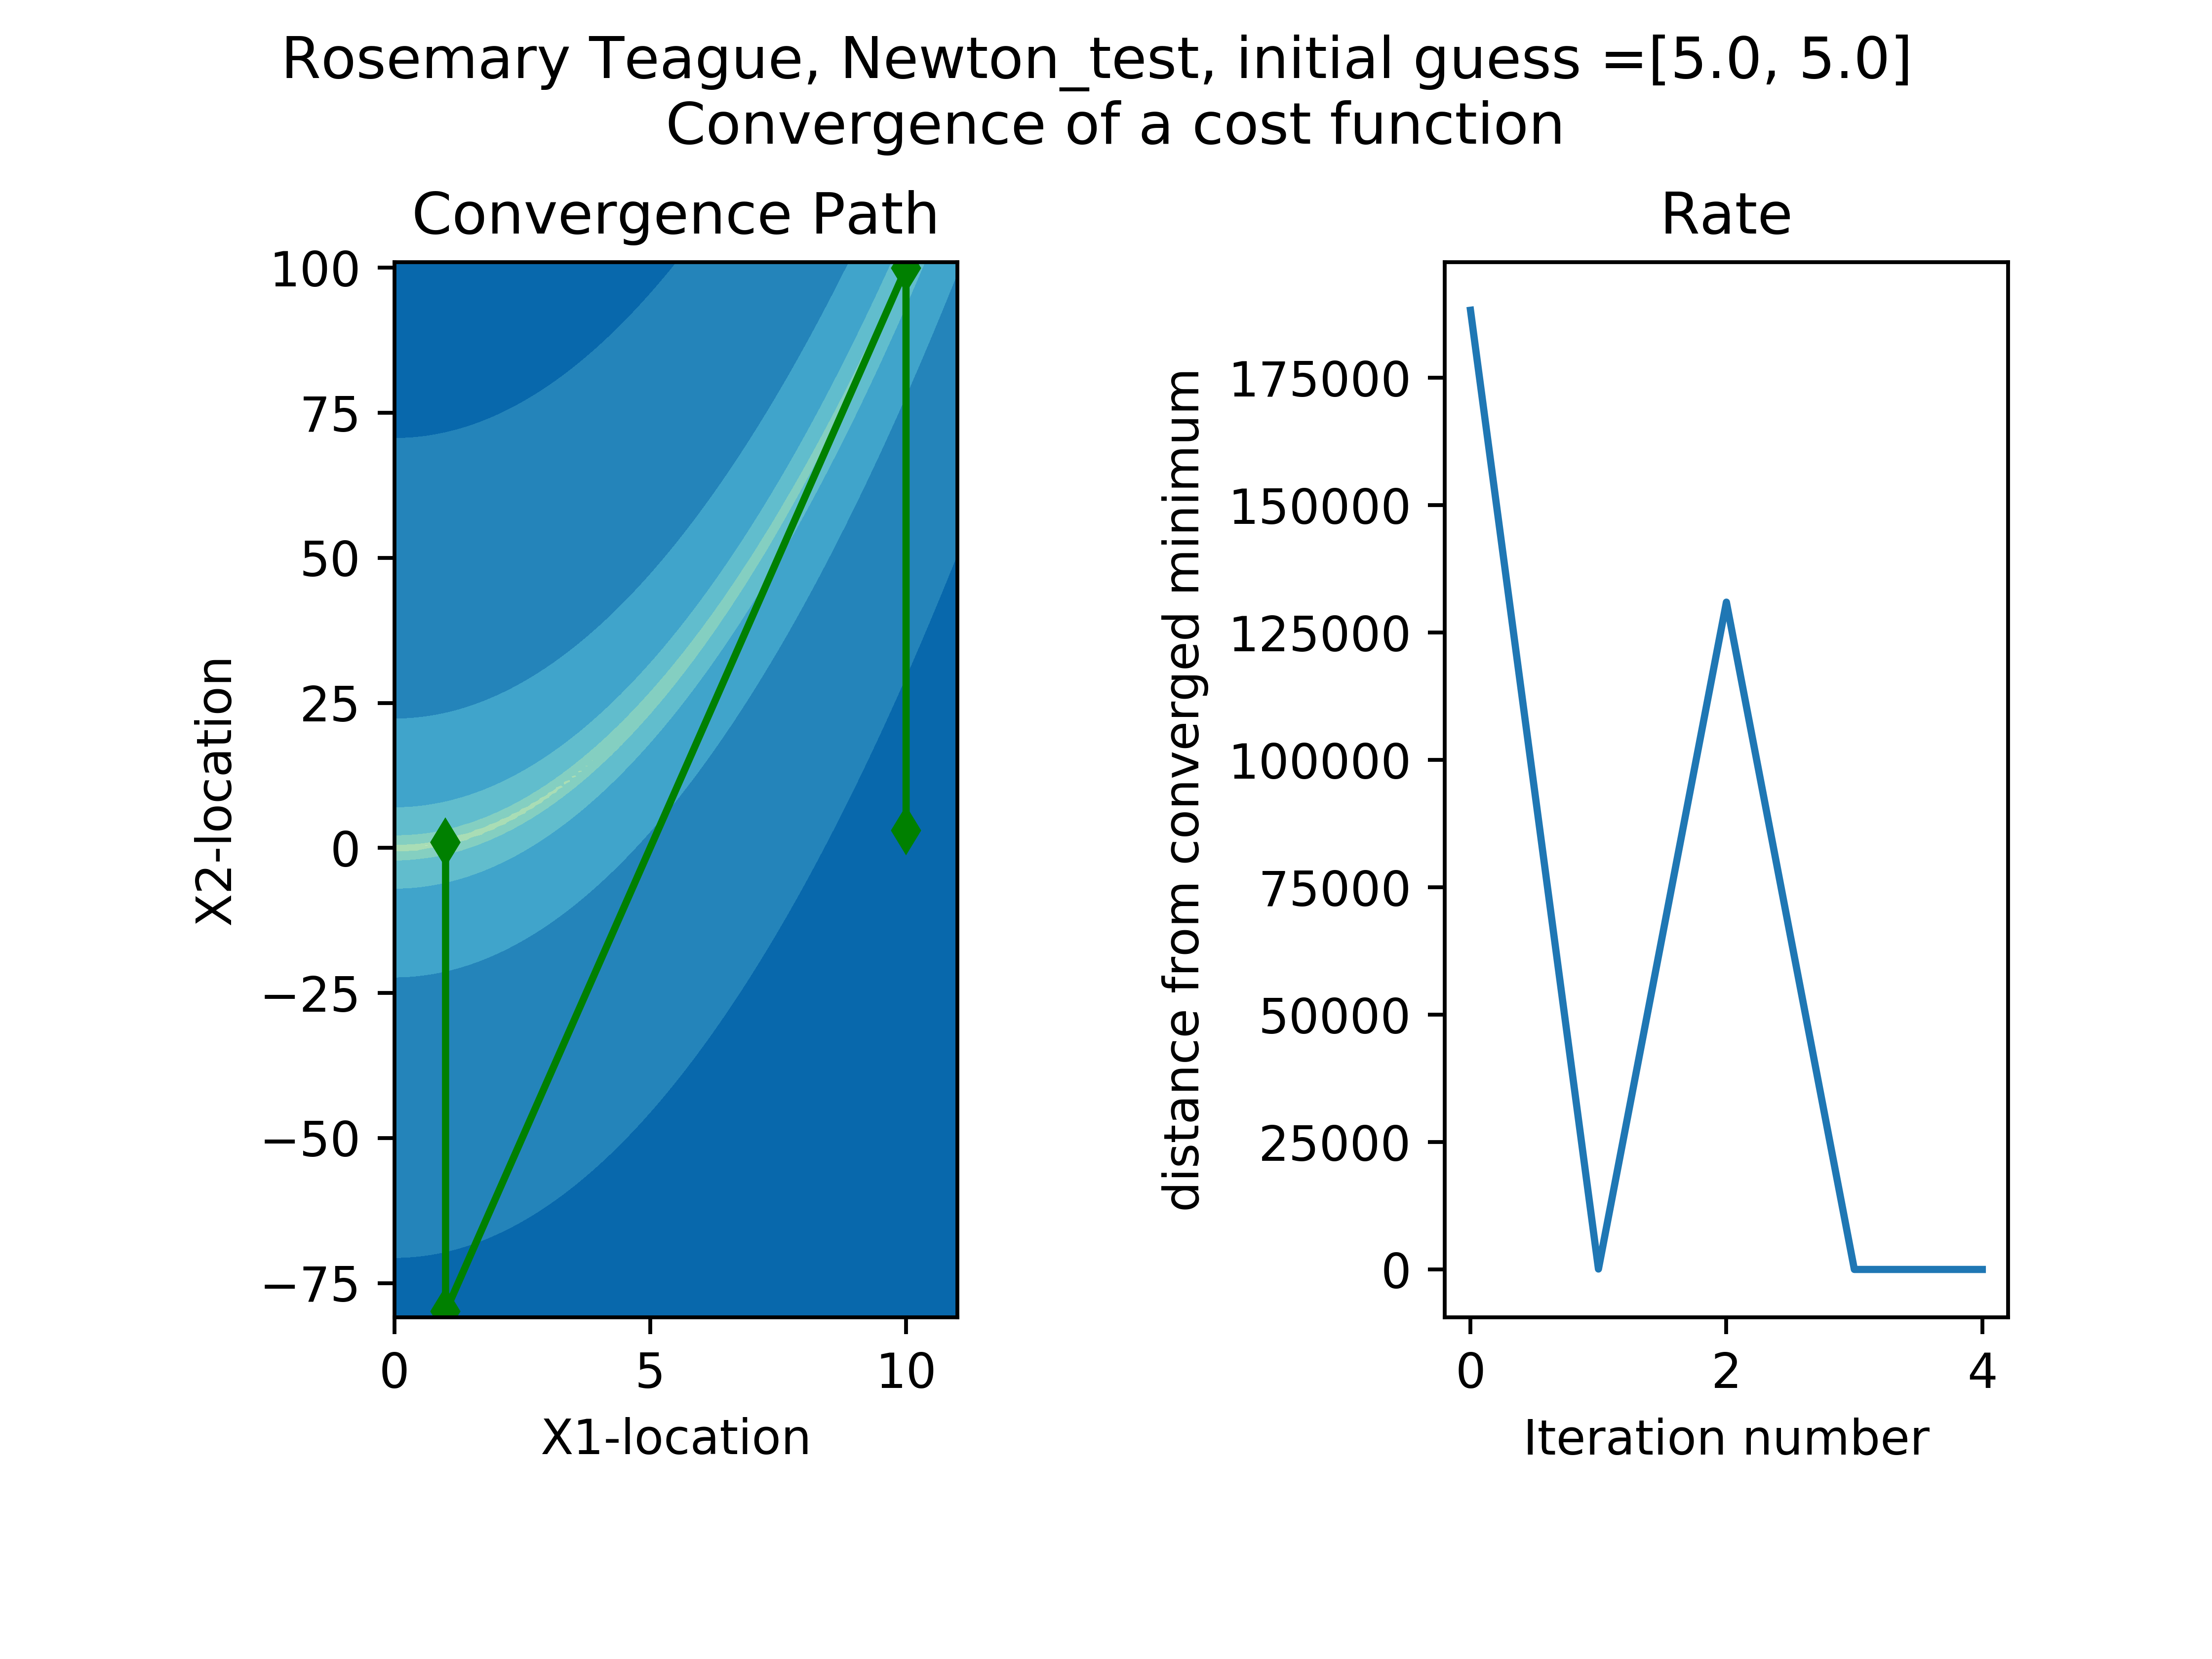 Rosemary Teague, Newton_test, initial guess =[5.0, 5.0]
Convergence of a cost function
Convergence Path
100
75
50
25
0
−25
−50
−75
X2-location
0 5 10
X1-location
Rate
175000
150000
125000
100000
75000
50000
25000
0
distance from converged minimum
0 2 4
Iteration number